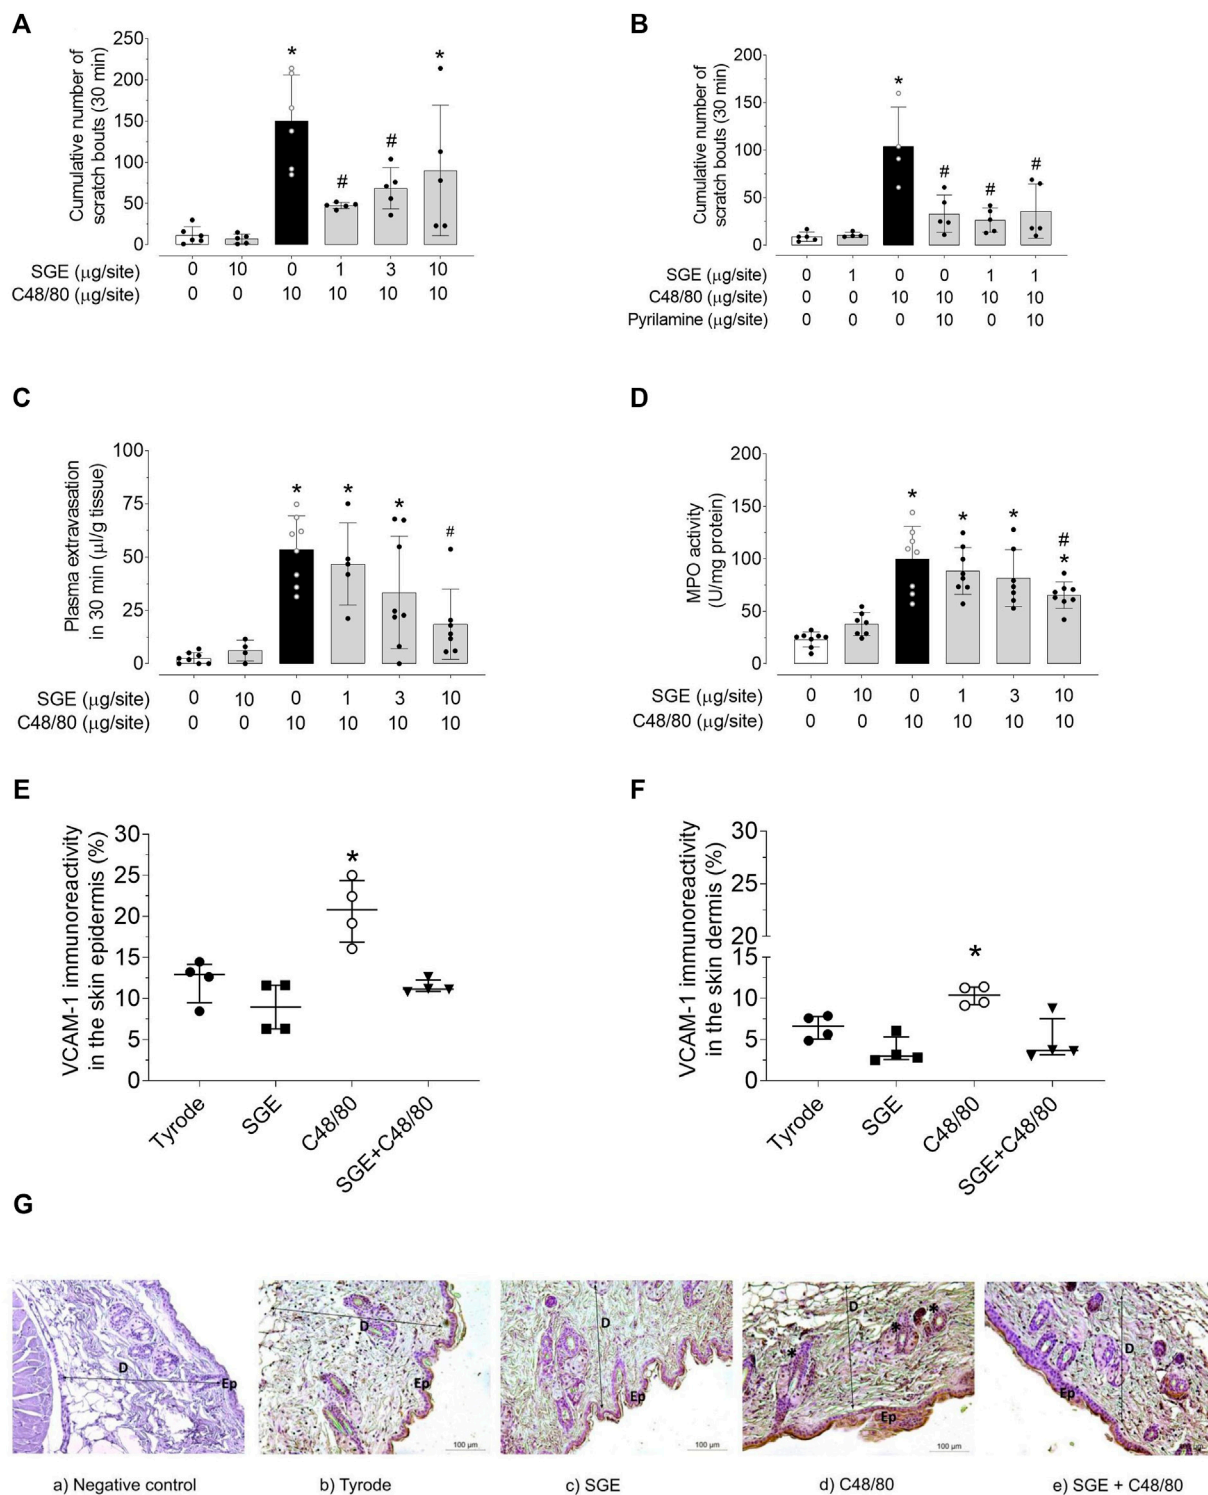 A
Cumulative number of
scratch bouts (30 min)
250
200
150
100
50
0
*
#
#
*
SGE (μg/site) 0 10 0 1 3 10
C48/80 (μg/site) 0 0 10 10 10 10
B
Cumulative number of
scratch bouts (30 min)
200
150
100
50
0
*
#
#
#
SGE (μg/site) 0 1 0 0 1 1
C48/80 (μg/site) 0 0 10 10 10 10
Pyrilamine (μg/site) 0 0 0 10 0 10
C
Plasma extravasation
in 30 min (μl/g tissue)
100
75
50
25
0
*
*
*
#
SGE (μg/site) 0 10 0 1 3 10
C48/80 (μg/site) 0 0 10 10 10 10
D
MPO activity
(U/mg protein)
200
150
100
50
0
*
*
*
#
*
SGE (μg/site) 0 10 0 1 3 10
C48/80 (μg/site) 0 0 10 10 10 10
E
VCAM-1 immunoreactivity
in the skin epidermis (%)
30
25
20
15
10
5
0
*
Tyrode
SGE
C48/80
SGE+C48/80
F
VCAM-1 immunoreactivity
in the skin dermis (%)
30
25
20
15
10
5
0
*
Tyrode
SGE
C48/80
SGE+C48/80
G
D
Ep
a) Negative control
D
Ep
100 μm
b) Tyrode
D
Ep
100 μm
c) SGE
D
*
*
*
Ep
100 μm
d) C48/80
D
Ep
100 μm
e) SGE + C48/80